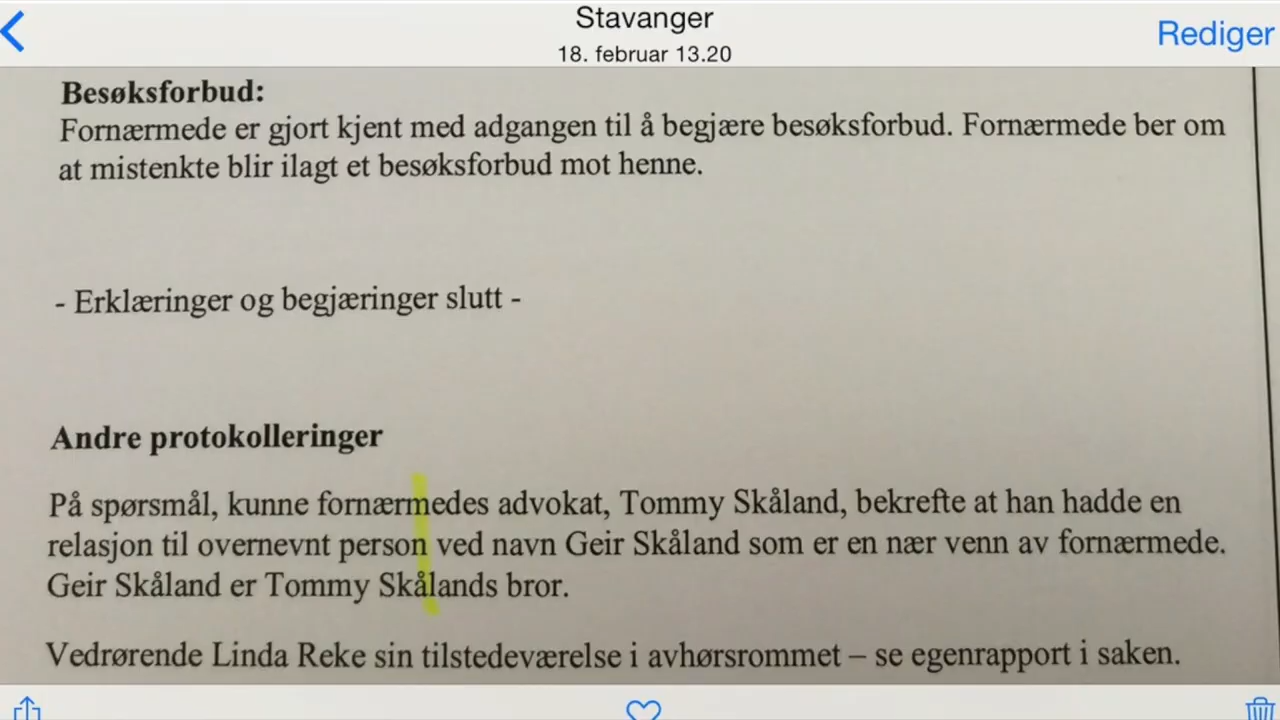 Stavanger
18. februar 13.20
Rediger
Besøksforbud:
Fornærmede er gjort kjent med adgangen til å begjære besøksforbud. Fornærmede ber om
at mistenkte blir ilagt et besøksforbud mot henne.
- Erklæringer og begjæringer slutt -
Andre protokolleringer
På spørsmål, kunne fornærmedes advokat, Tommy Skåland, bekrefte at han hadde en
relasjon til overnevnt person ved navn Geir Skåland som er en nær venn av fornærmede.
Geir Skåland er Tommy Skålands bror.
Vedrørende Linda Reke sin tilstedeværelse i avhørsrommet – se egenrapport i saken.